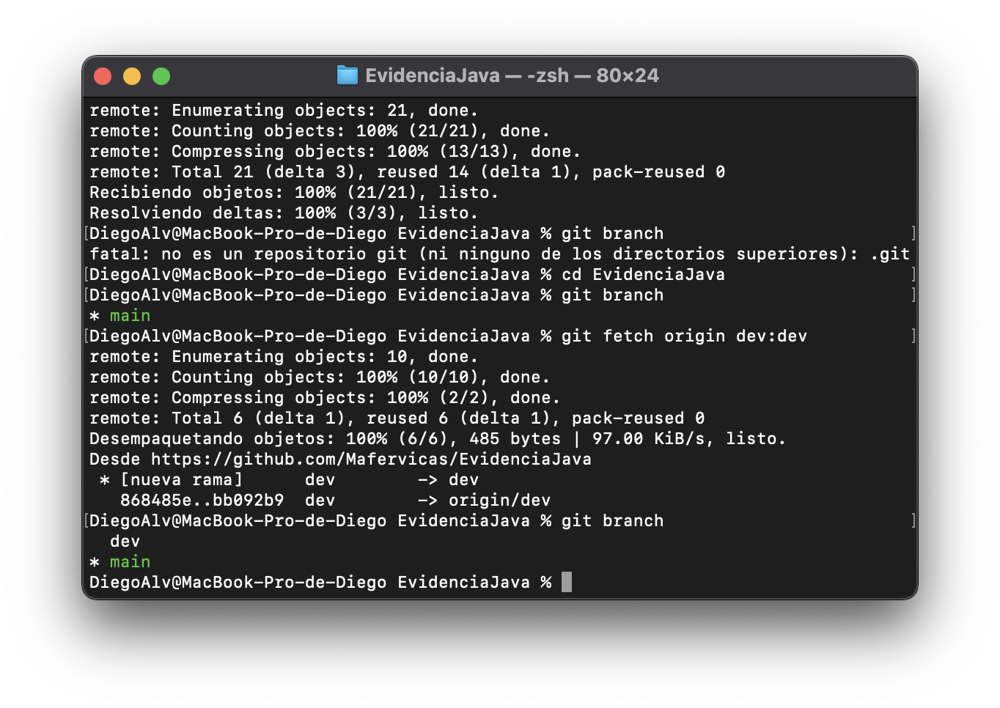 EvidenciaJava — -zsh — 80×24
remote: Enumerating objects: 21, done.
remote: Counting objects: 100% (21/21), done.
remote: Compressing objects: 100% (13/13), done.
remote: Total 21 (delta 3), reused 14 (delta 1), pack-reused 0
Recibiendo objetos: 100% (21/21), listo.
Resolviendo deltas: 100% (3/3), listo.
[DiegoAlv@MacBook-Pro-de-Diego EvidenciaJava % git branch ]
fatal: no es un repositorio git (ni ninguno de los directorios superiores): .git
[DiegoAlv@MacBook-Pro-de-Diego EvidenciaJava % cd EvidenciaJava ]
[DiegoAlv@MacBook-Pro-de-Diego EvidenciaJava % git branch ]
* main
[DiegoAlv@MacBook-Pro-de-Diego EvidenciaJava % git fetch origin dev:dev ]
remote: Enumerating objects: 10, done.
remote: Counting objects: 100% (10/10), done.
remote: Compressing objects: 100% (2/2), done.
remote: Total 6 (delta 1), reused 6 (delta 1), pack-reused 0
Desempaquetando objetos: 100% (6/6), 485 bytes | 97.00 KiB/s, listo.
Desde https://github.com/Mafervicas/EvidenciaJava
 * [nueva rama]      dev        -> dev
   868485e..bb092b9  dev        -> origin/dev
[DiegoAlv@MacBook-Pro-de-Diego EvidenciaJava % git branch ]
  dev
* main
DiegoAlv@MacBook-Pro-de-Diego EvidenciaJava %